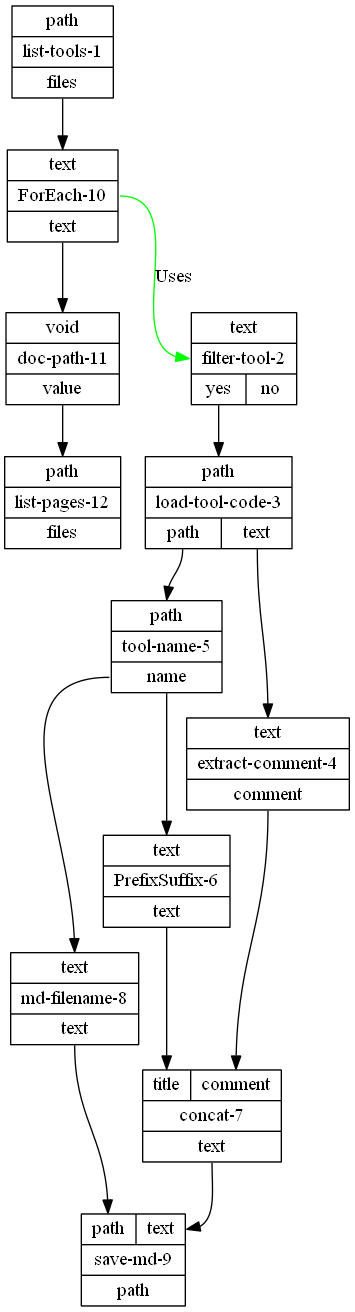 path
list-tools-1
files
text
ForEach-10
text
Uses
void
doc-path-11
value
text
filter-tool-2
yes no
path
list-pages-12
files
path
load-tool-code-3
path text
path
tool-name-5
name
text
extract-comment-4
comment
text
PrefixSuffix-6
text
text
md-filename-8
text
title comment
concat-7
text
path text
save-md-9
path